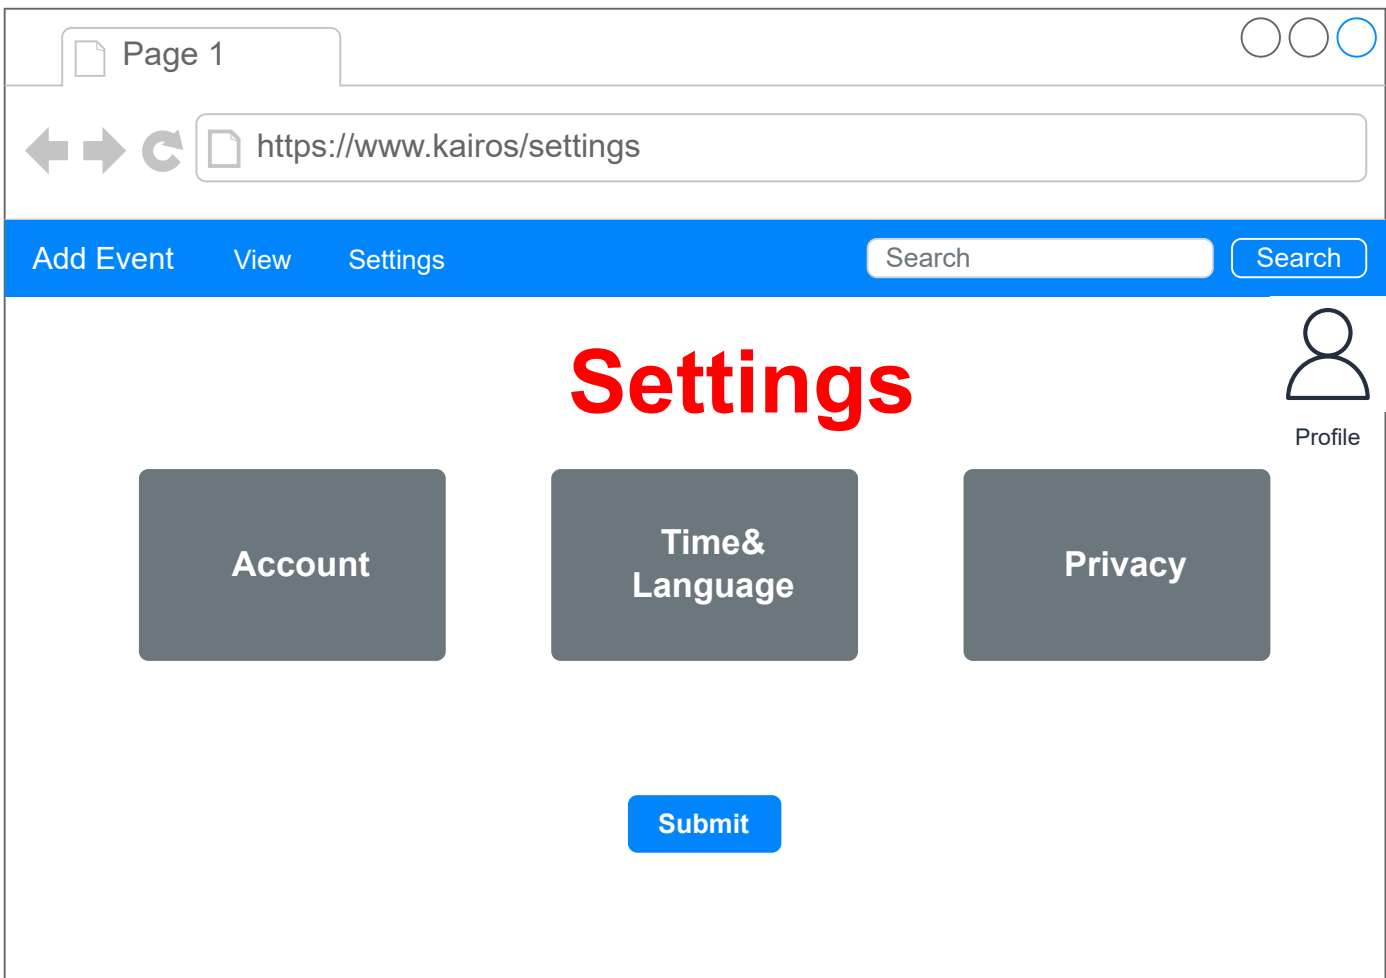 Page 1
https://www.kairos/settings
Add Event View Settings Search Search
Settings
Profile
Account
Time&
Language
Privacy
Submit